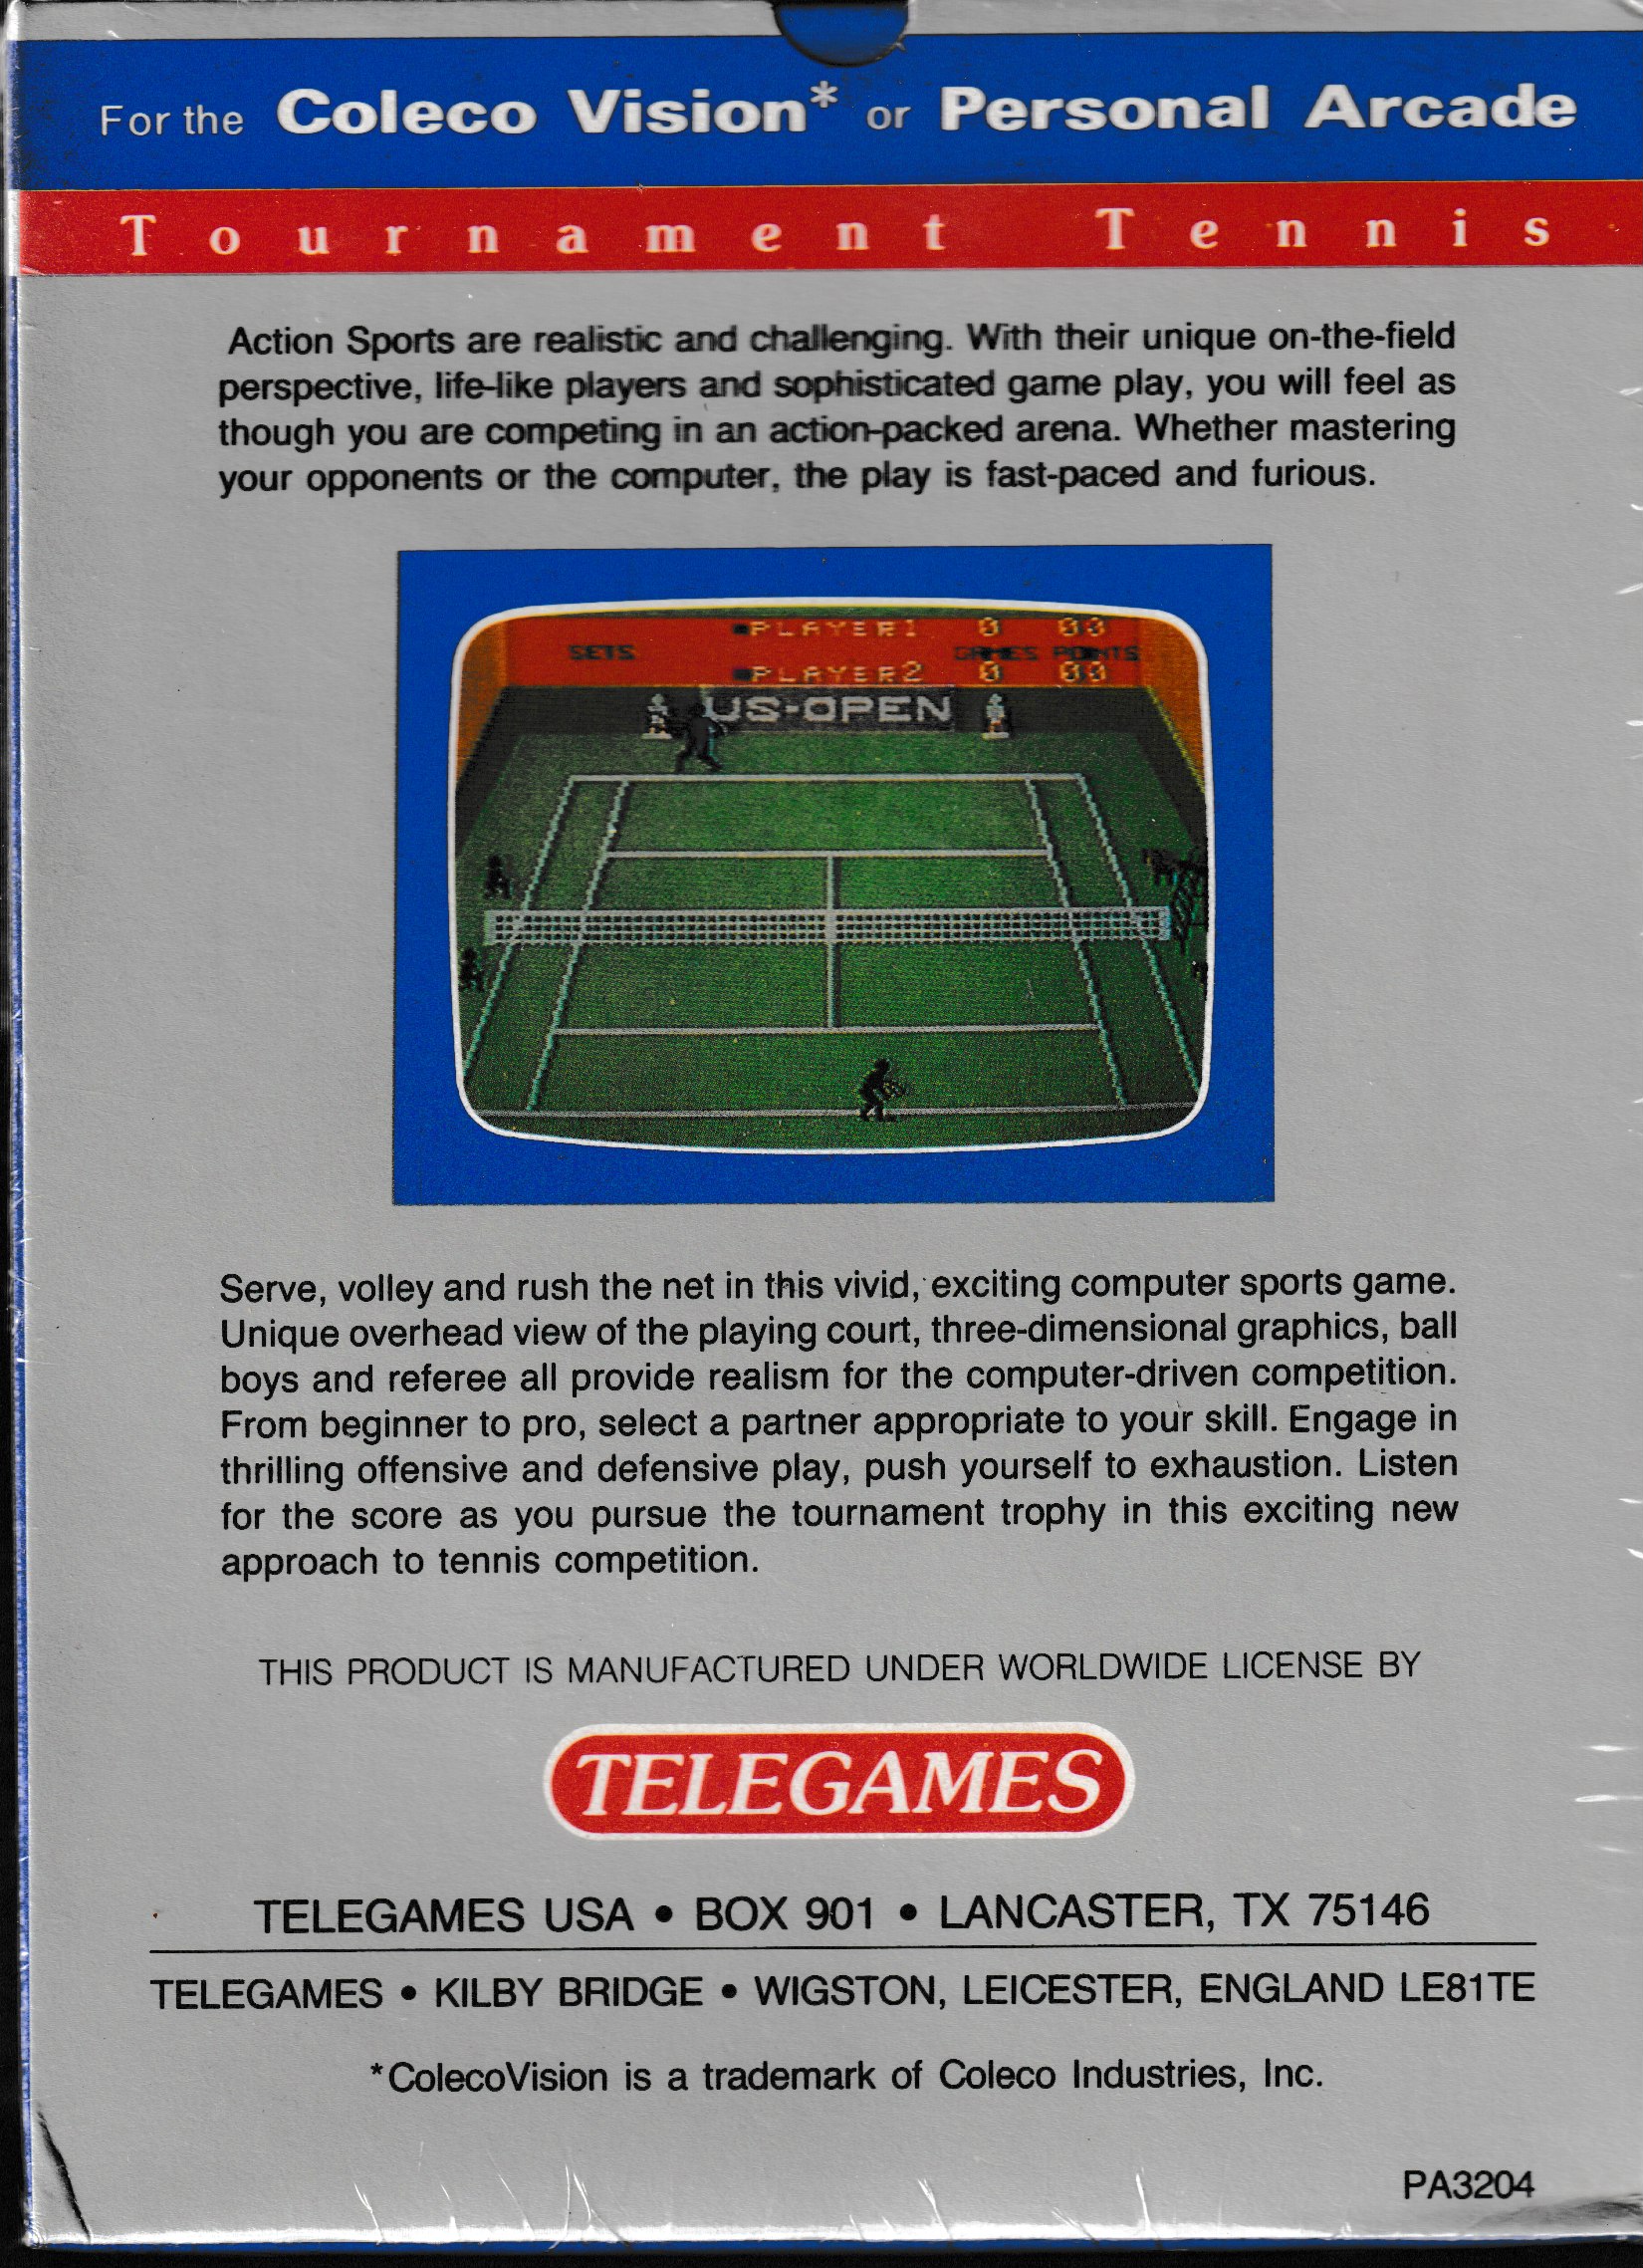 For the Coleco Vision* or Personal Arcade
Tournament Tennis
Action Sports are realistic and challenging. With their unique on-the-field
perspective, life-like players and sophisticated game play, you will feel as
though you are competing in an action-packed arena. Whether mastering
your opponents or the computer, the play is fast-paced and furious.
PLAYER1 0 00
SETS GAMES POINTS
PLAYER2 0 00
US-OPEN
Serve, volley and rush the net in this vivid, exciting computer sports game.
Unique overhead view of the playing court, three-dimensional graphics, ball
boys and referee all provide realism for the computer-driven competition.
From beginner to pro, select a partner appropriate to your skill. Engage in
thrilling offensive and defensive play, push yourself to exhaustion. Listen
for the score as you pursue the tournament trophy in this exciting new
approach to tennis competition.
THIS PRODUCT IS MANUFACTURED UNDER WORLDWIDE LICENSE BY
TELEGAMES
TELEGAMES USA • BOX 901 • LANCASTER, TX 75146
TELEGAMES • KILBY BRIDGE • WIGSTON, LEICESTER, ENGLAND LE81TE
*ColecoVision is a trademark of Coleco Industries, Inc.
PA3204